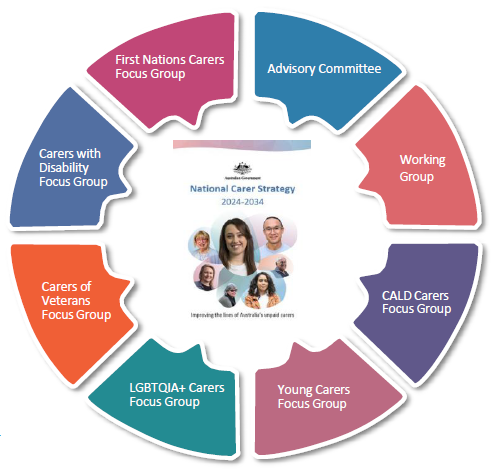 First Nations Carers
Focus Group
Advisory Committee
Working
Group
CALD Carers
Focus Group
Young Carers
Focus Group
LGBTQIA+ Carers
Focus Group
Carers of
Veterans
Focus Group
Carers with
Disability
Focus Group
Australian Government
National Carer Strategy
2024-2034
Improving the lives of Australia's unpaid carers